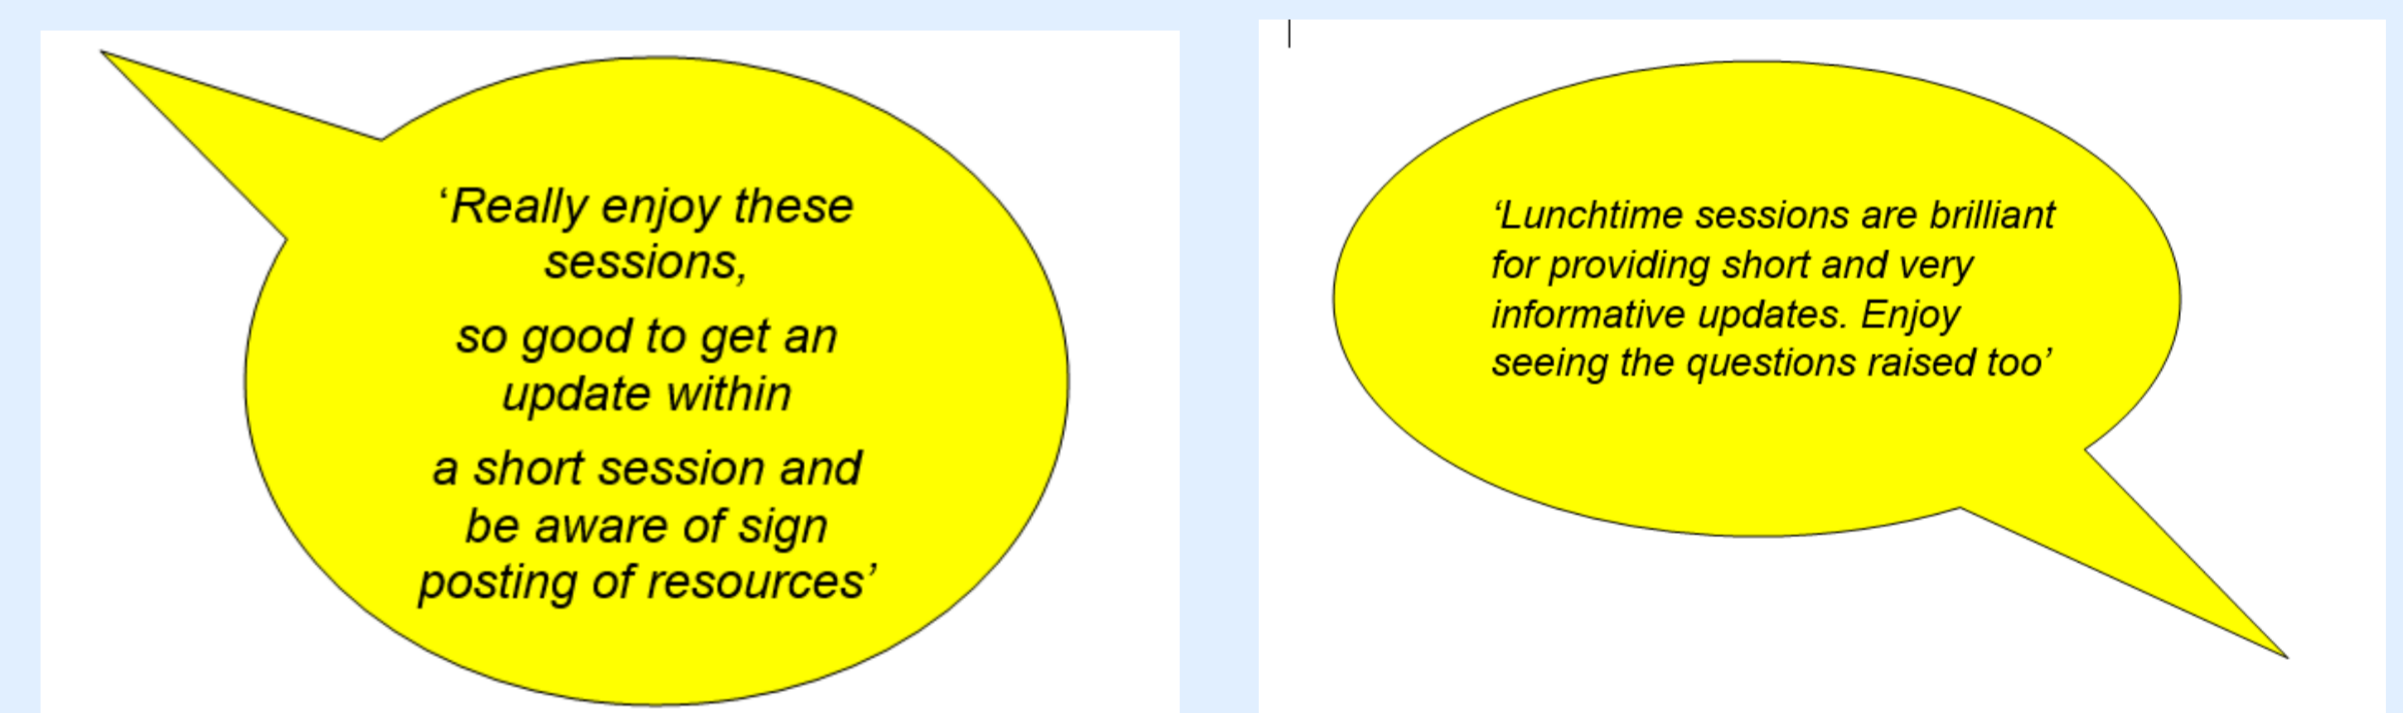 ‘Really enjoy these
sessions,
so good to get an
update within
a short session and
be aware of sign
posting of resources’
‘Lunchtime sessions are brilliant
for providing short and very
informative updates. Enjoy
seeing the questions raised too’